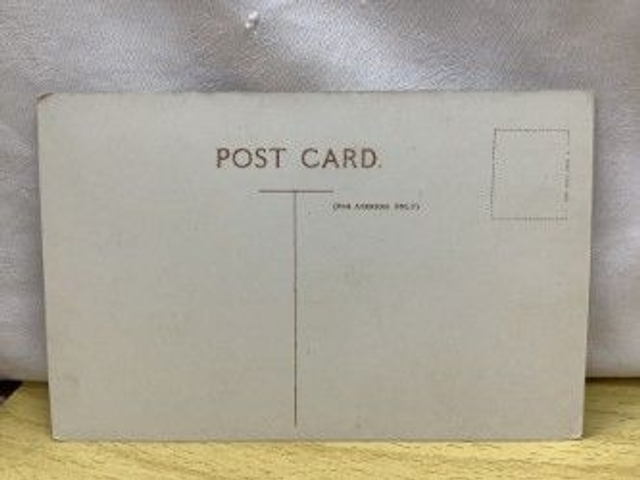 POST CARD.
(FOR ADDRESS ONLY)